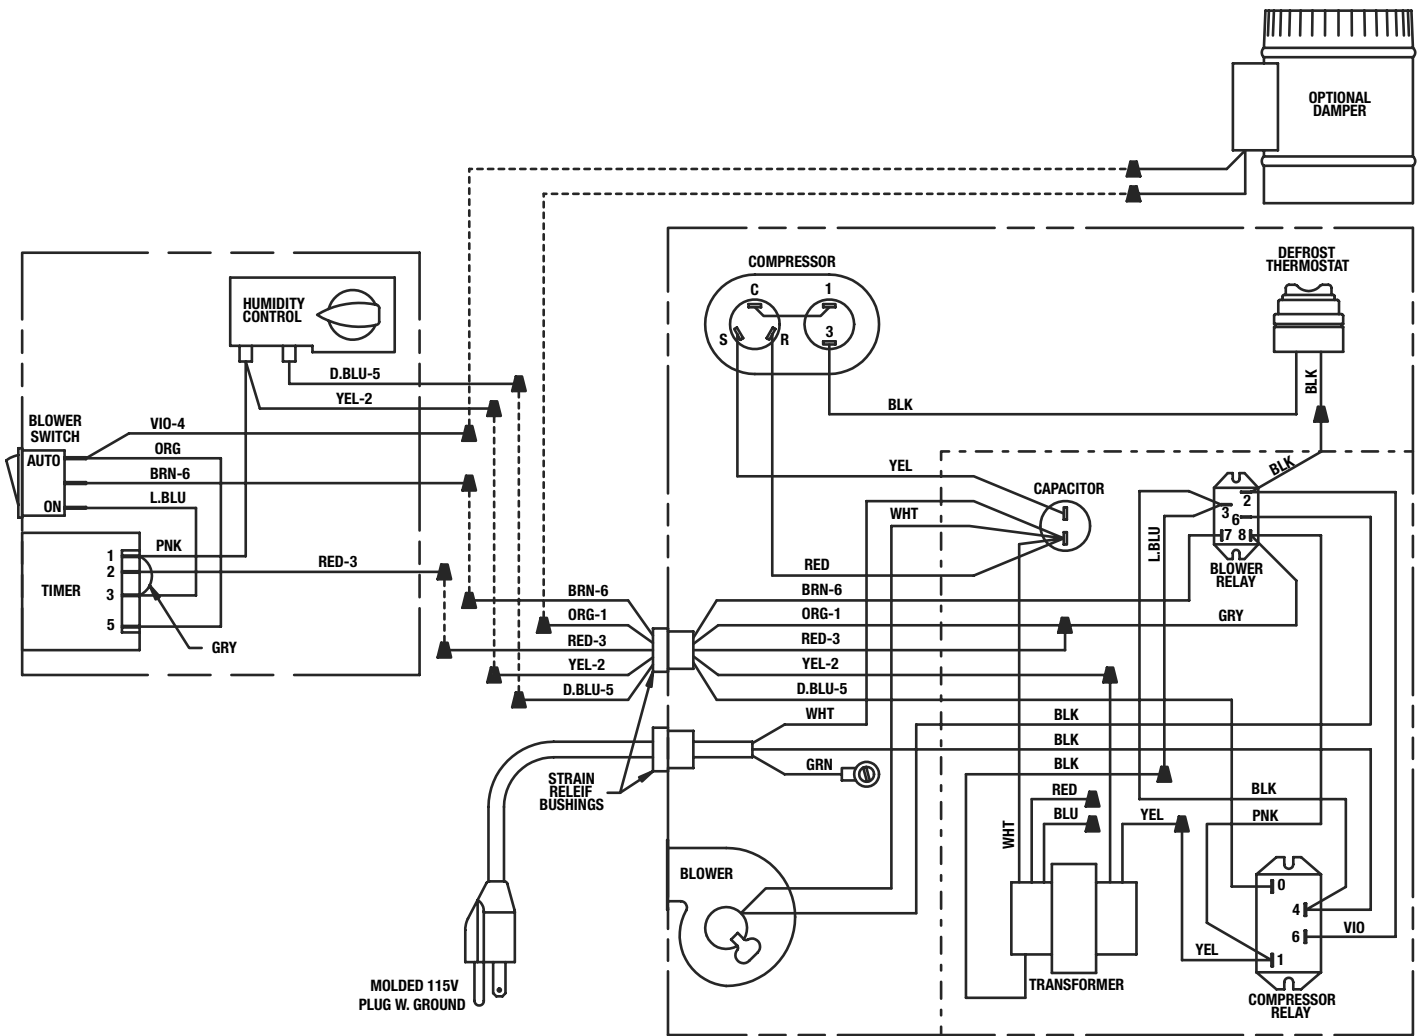 OPTIONAL
DAMPER
COMPRESSOR
C
1
S
R
3
DEFROST
THERMOSTAT
HUMIDITY
CONTROL
D.BLU-5
YEL-2
BLK
BLK
BLOWER
SWITCH
VIO-4
AUTO
ORG
BRN-6
ON
L.BLU
YEL
BLK
CAPACITOR
WHT
2
3
6
7
8
L.BLU
BLOWER
RELAY
TIMER
1
2
3
5
PNK
RED-3
GRY
RED
BRN-6
ORG-1
RED-3
YEL-2
D.BLU-5
BRN-6
ORG-1
RED-3
YEL-2
D.BLU-5
GRY
WHT
BLK
BLK
BLK
GRN
STRAIN
RELEIF
BUSHINGS
RED
BLU
YEL
WHT
BLK
PNK
BLOWER
0
4
6
1
VIO
YEL
TRANSFORMER
COMPRESSOR
RELAY
MOLDED 115V
PLUG W. GROUND